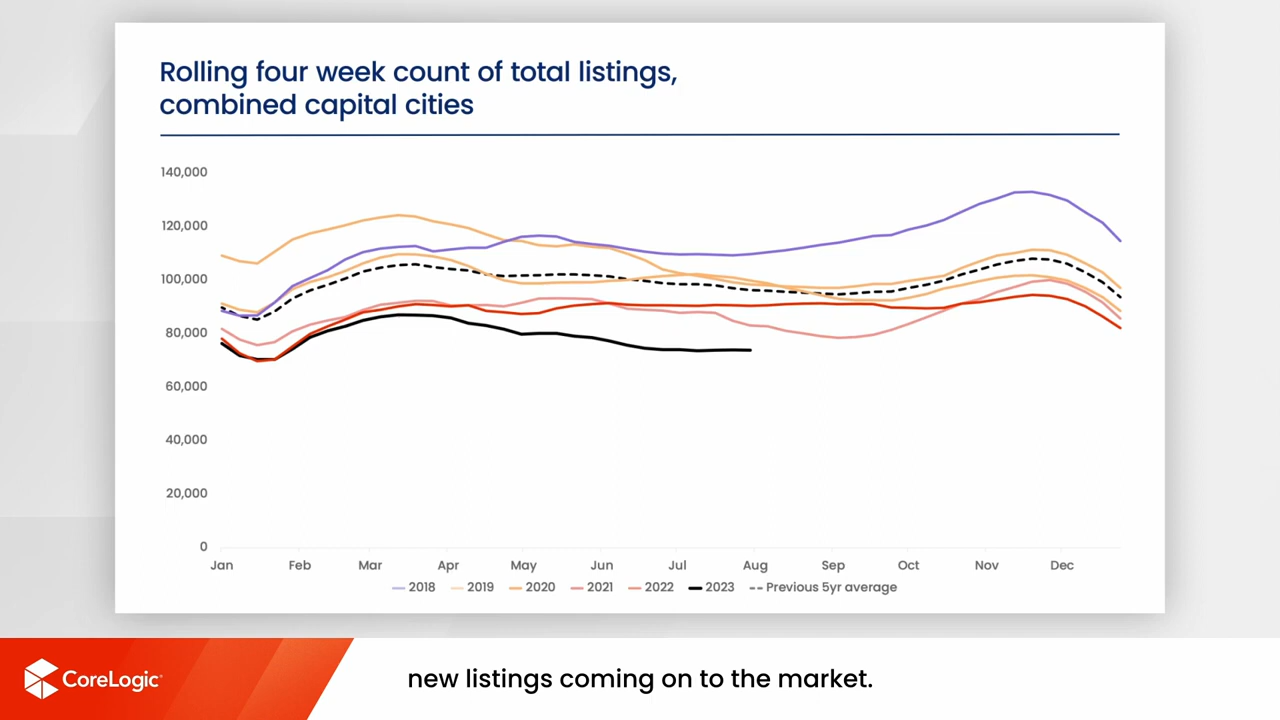 Rolling four week count of total listings,
combined capital cities
140,000
120,000
100,000
80,000
60,000
40,000
20,000
0
Jan Feb Mar Apr May Jun Jul Aug Sep Oct Nov Dec
2018 2019 2020 2021 2022 2023 Previous 5yr average
CoreLogic
new listings coming on to the market.